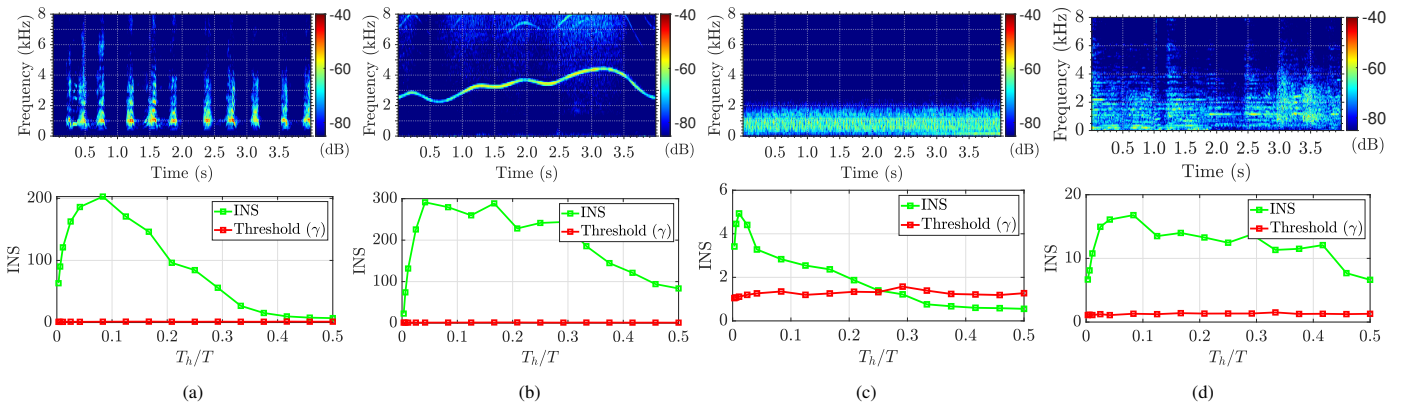 8 6 4 2 0
Frequency (kHz)
0.5 1.0 1.5 2.0 2.5 3.0 3.5
Time (s)
-40 -60 -80
(dB)
8 6 4 2 0
Frequency (kHz)
0.5 1.0 1.5 2.0 2.5 3.0 3.5
Time (s)
-40 -60 -80
(dB)
8 6 4 2 0
Frequency (kHz)
0.5 1.0 1.5 2.0 2.5 3.0 3.5
Time (s)
-40 -60 -80
(dB)
8 6 4 2 0
Frequency (kHz)
0.5 1.0 1.5 2.0 2.5 3.0 3.5
Time (s)
-40 -60 -80
(dB)
200 100 0
INS
INS
Threshold (γ)
0 0.1 0.2 0.3 0.4 0.5
T_h/T
300 200 100 0
INS
INS
Threshold (γ)
0 0.1 0.2 0.3 0.4 0.5
T_h/T
6 4 2 0
INS
INS
Threshold (γ)
0 0.1 0.2 0.3 0.4 0.5
T_h/T
20 10 0
INS
INS
Threshold (γ)
0 0.1 0.2 0.3 0.4 0.5
T_h/T
(a) (b) (c) (d)